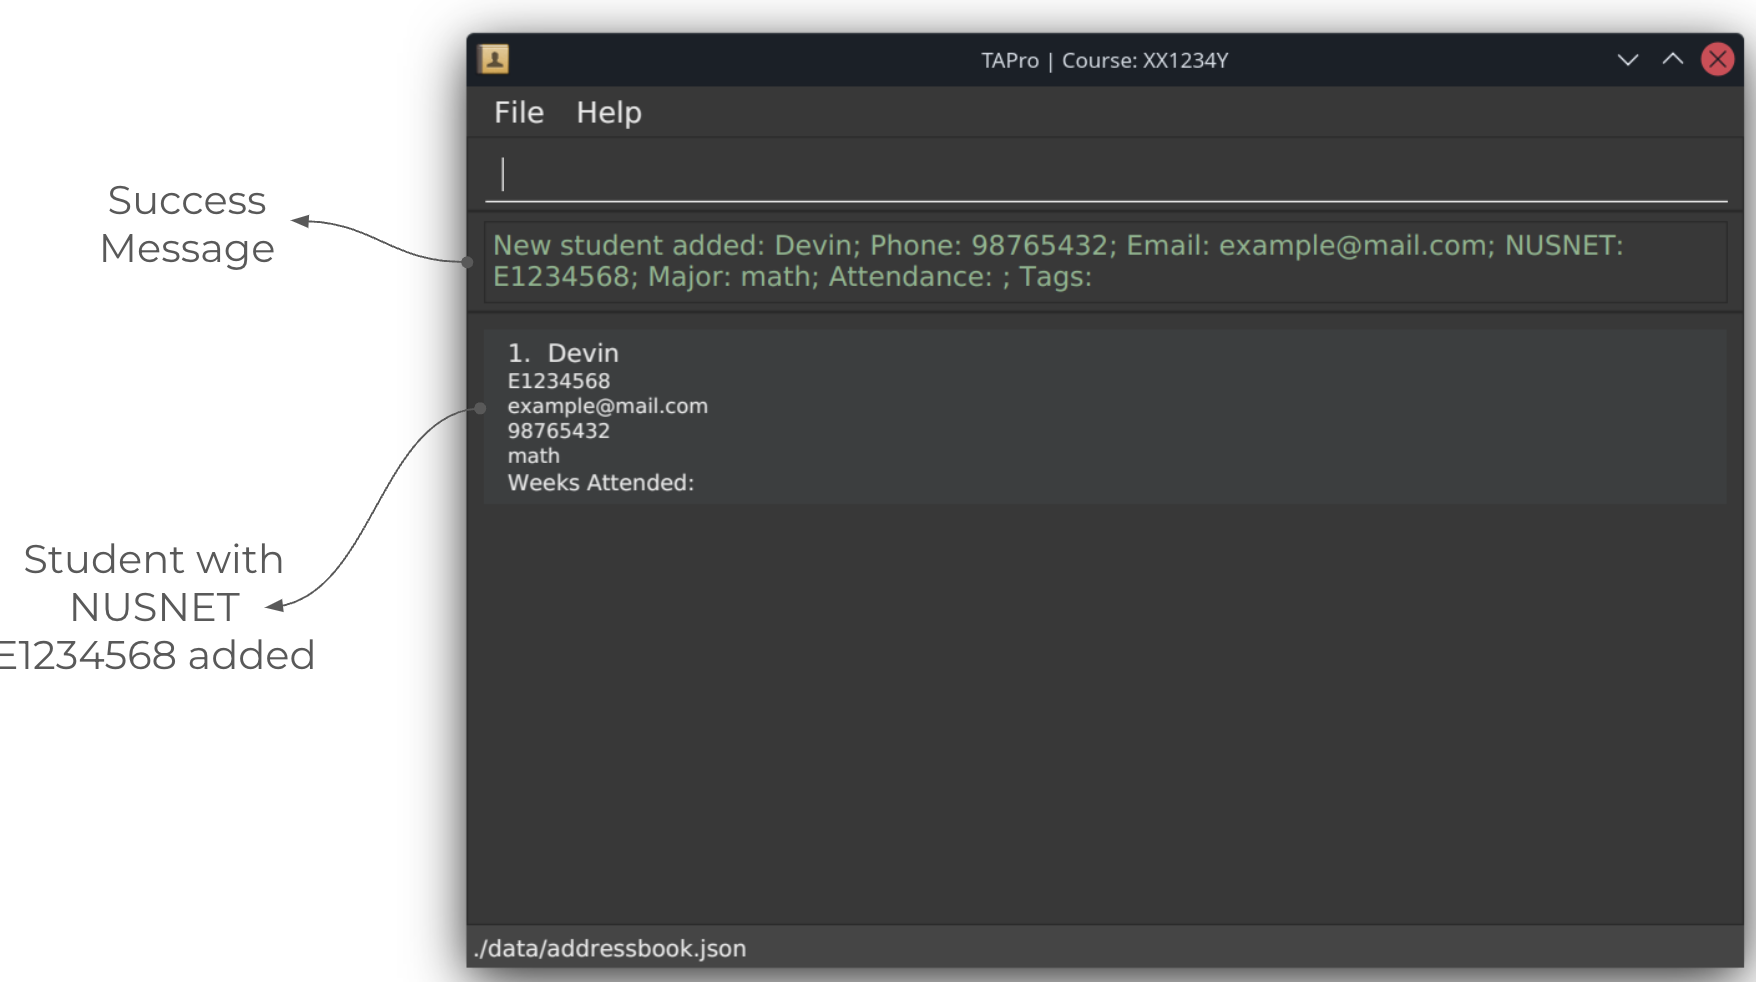 TAPro | Course: XX1234Y
File Help
Success
Message
New student added: Devin; Phone: 98765432; Email: example@mail.com; NUSNET:
E1234568; Major: math; Attendance: ; Tags:
1. Devin
E1234568
example@mail.com
98765432
math
Weeks Attended:
Student with
NUSNET
E1234568 added
./data/addressbook.json